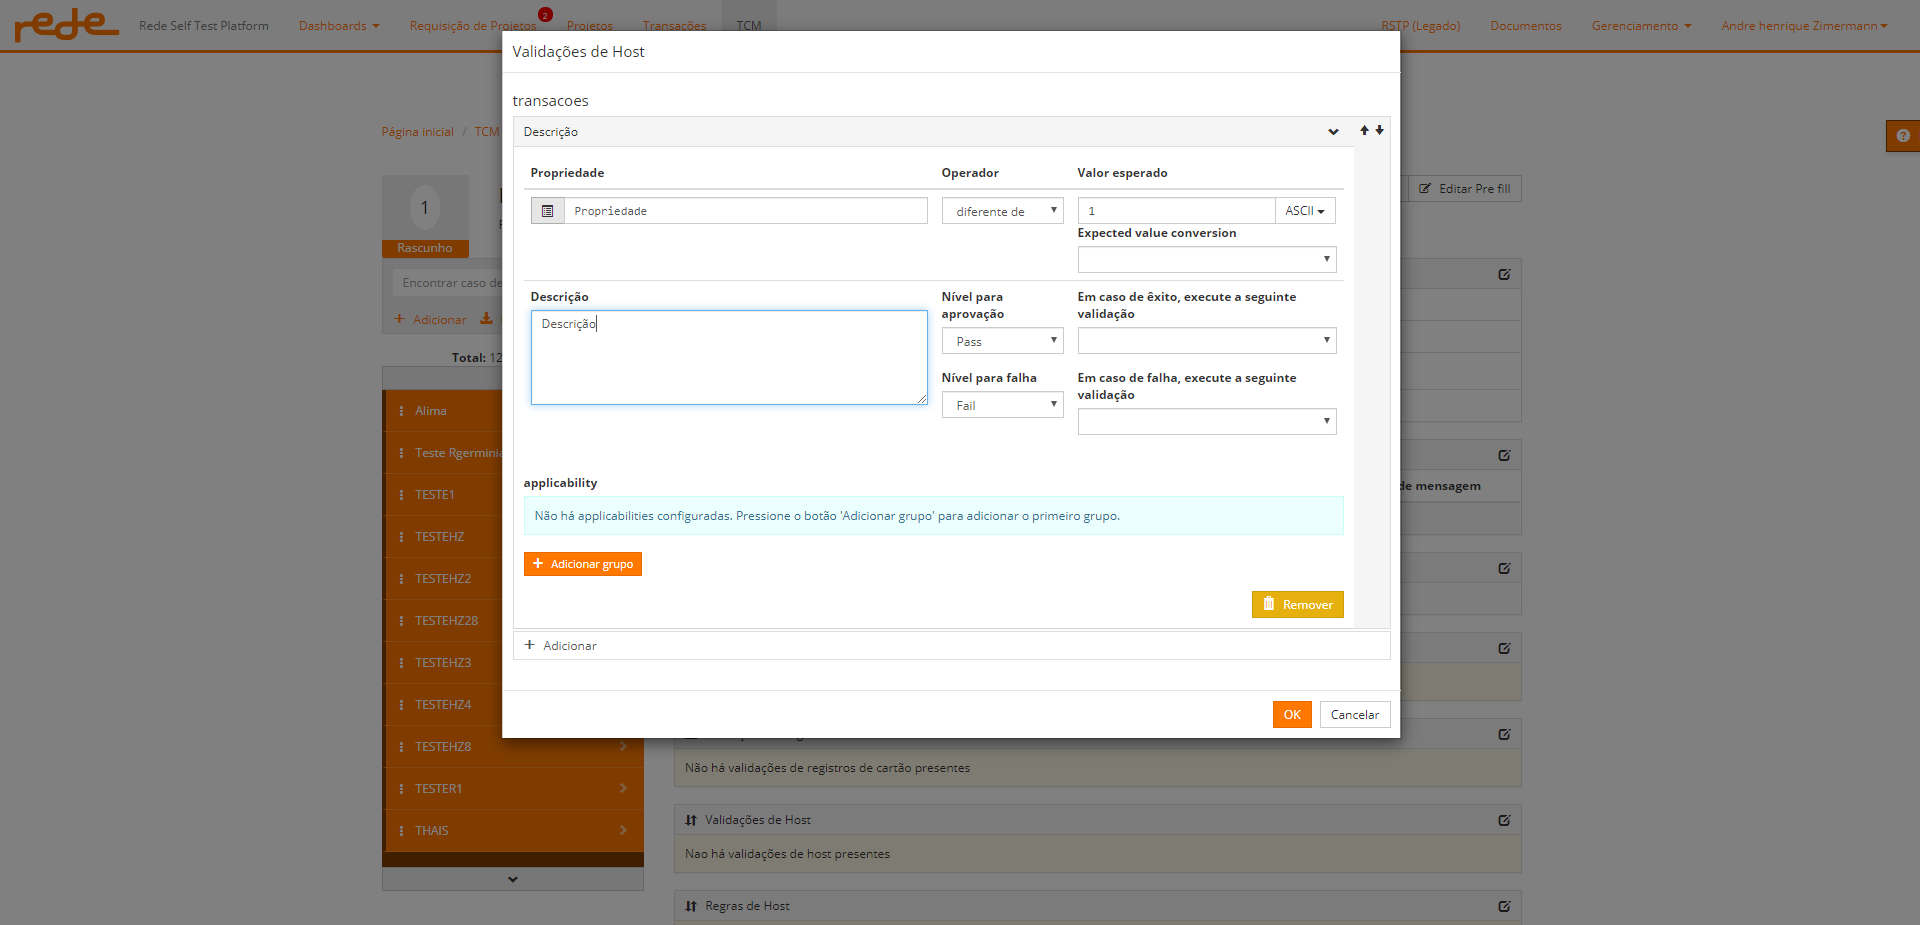 rede Rede Self Test Platform Dashboards Requisição de Projetos 2 Projetos Transacões TCM RSTP (Legado) Documentos Gerenciamento Andre henrique Zimermann
Validações de Host
transacoes
Página inicial / TCM
Descrição
Propriedade Operador Valor esperado
1
Editar Pre fill
Propriedade diferente de 1 ASCII
Expected value conversion
Rascunho
Encontrar caso de
Descrição Nível para aprovação Em caso de êxito, execute a seguinte validação
Descrição
Adicionar
Pass
Total: 12
Nível para falha Em caso de falha, execute a seguinte validação
Fail
Alima
Teste Rgerminia
TESTE1
TESTEHZ
TESTEHZ2
TESTEHZ28
TESTEHZ3
TESTEHZ4
TESTEHZ8
TESTER1
THAIS
applicability
de mensagem
Não há applicabilities configuradas. Pressione o botão 'Adicionar grupo' para adicionar o primeiro grupo.
+ Adicionar grupo
Remover
+ Adicionar
OK Cancelar
Não há validações de registros de cartão presentes
Validações de Host
Nao há validações de host presentes
Regras de Host